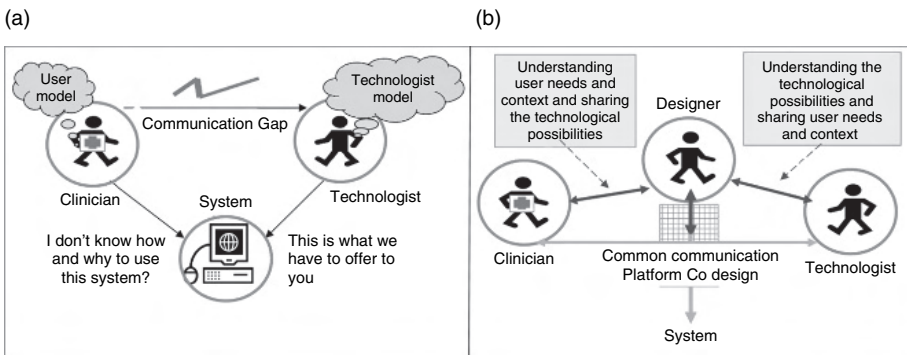 (a)
User
model
Technologist
model
Communication Gap
Clinician
Technologist
System
I don't know how
and why to use
this system?
This is what we
have to offer to
you
(b)
Understanding
user needs and
context and sharing
the technological
possibilities
Understanding the
technological
possibilities and
sharing user needs
and context
Designer
Clinician
Common communication
Platform Co design
Technologist
System